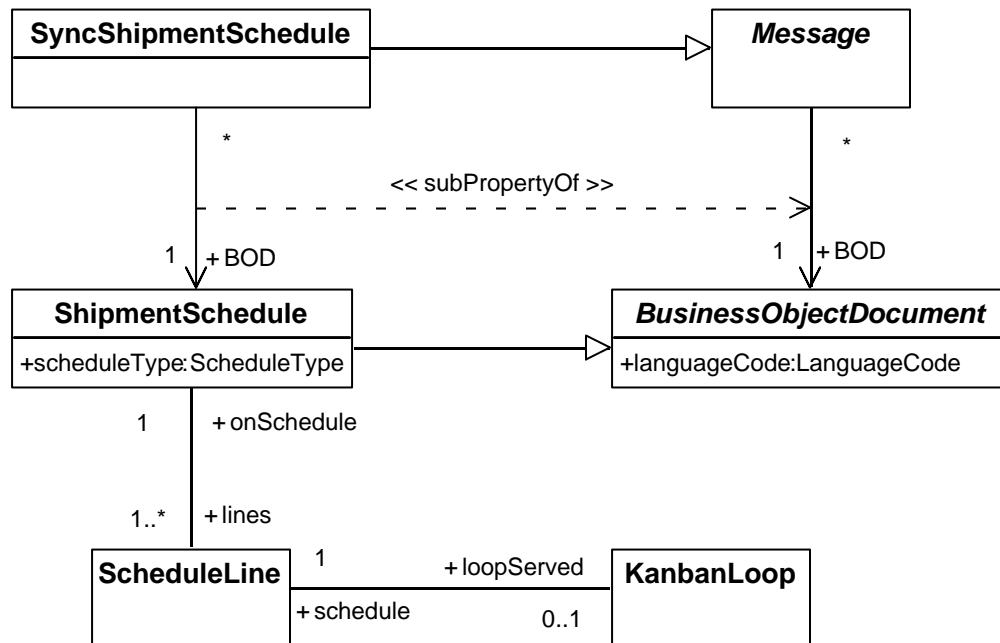 SyncShipmentSchedule
Message
*
*
<< subPropertyOf >>
1
+ BOD
1
+ BOD
ShipmentSchedule
+scheduleType:ScheduleType
BusinessObjectDocument
+languageCode:LanguageCode
1
+ onSchedule
1..*
+ lines
ScheduleLine
1
+ loopServed
+ schedule
0..1
KanbanLoop